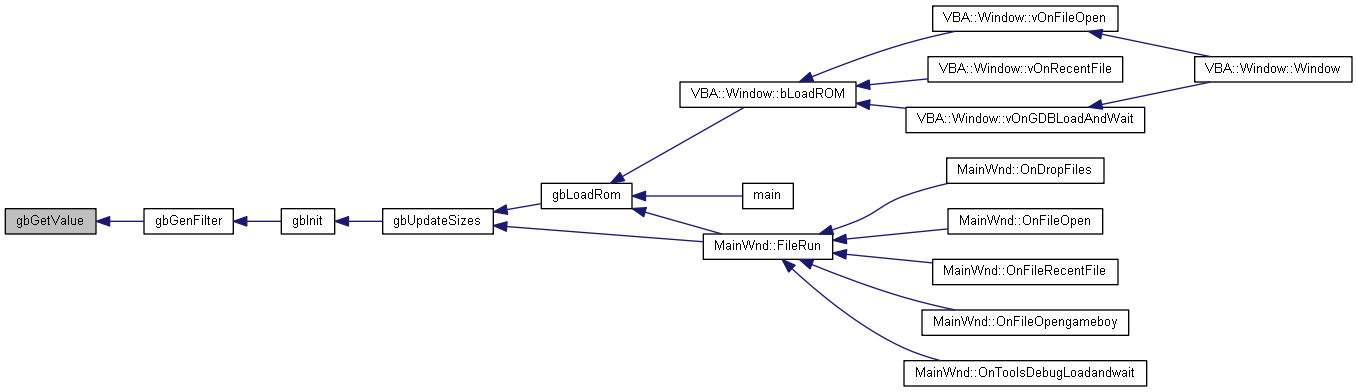 VBA::Window::vOnFileOpen
VBA::Window::Window
VBA::Window::vOnRecentFile
VBA::Window::bLoadROM
VBA::Window::vOnGDBLoadAndWait
MainWnd::OnDropFiles
gbLoadRom
main
gbGetValue
gbGenFilter
gbInit
gbUpdateSizes
MainWnd::OnFileOpen
MainWnd::FileRun
MainWnd::OnFileRecentFile
MainWnd::OnFileOpengameboy
MainWnd::OnToolsDebugLoadandwait